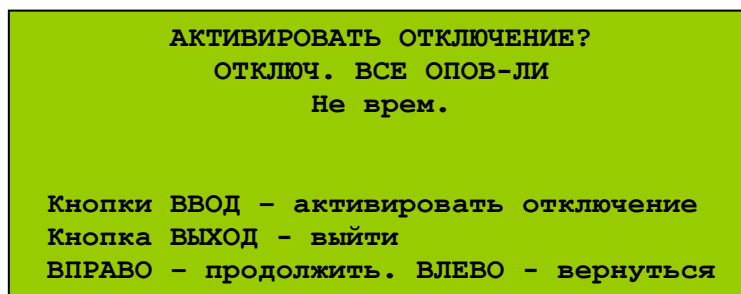 АКТИВИРОВАТЬ ОТКЛЮЧЕНИЕ?
ОТКЛЮЧ. ВСЕ ОПОВ-ЛИ
Не врем.
Кнопки ВВОД – активировать отключение
Кнопка ВЫХОД - выйти
ВПРАВО – продолжить. ВЛЕВО - вернуться